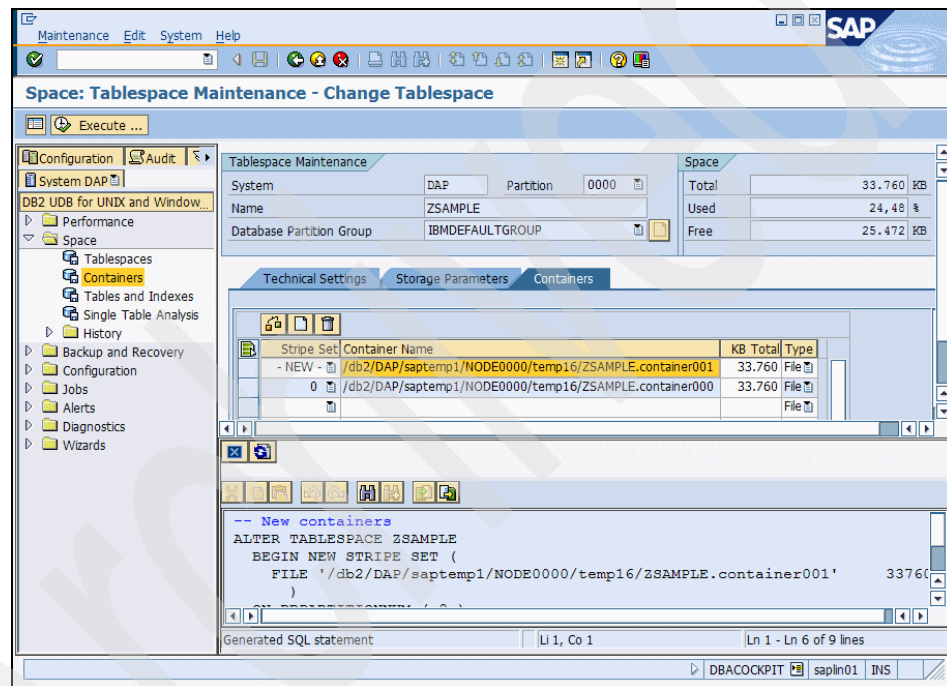 Maintenance Edit System Help
SAP
Space: Tablespace Maintenance - Change Tablespace
Execute ...
Configuration Audit
System DAP
DB2 UDB for UNIX and Window...
Performance
Space
Tablespaces
Containers
Tables and Indexes
Single Table Analysis
History
Backup and Recovery
Configuration
Jobs
Alerts
Diagnostics
Wizards
Tablespace Maintenance
System DAP Partition 0000
Name ZSAMPLE
Database Partition Group IBMDEFAULTGROUP
Space
Total 33.760 KB
Used 24,48 %
Free 25.472 KB
Technical Settings Storage Parameters Containers
Stripe Set Container Name KB Total Type
- NEW - /db2/DAP/saptemp1/NODE0000/temp16/ZSAMPLE.container001 33.760 File
0 /db2/DAP/saptemp1/NODE0000/temp16/ZSAMPLE.container000 33.760 File
File
-- New containers
ALTER TABLESPACE ZSAMPLE
BEGIN NEW STRIPE SET (
FILE '/db2/DAP/saptemp1/NODE0000/temp16/ZSAMPLE.container001' 3376
)
Generated SQL statement Li 1, Co 1 Ln 1 - Ln 6 of 9 lines
DBACOCKPIT saplin01 INS